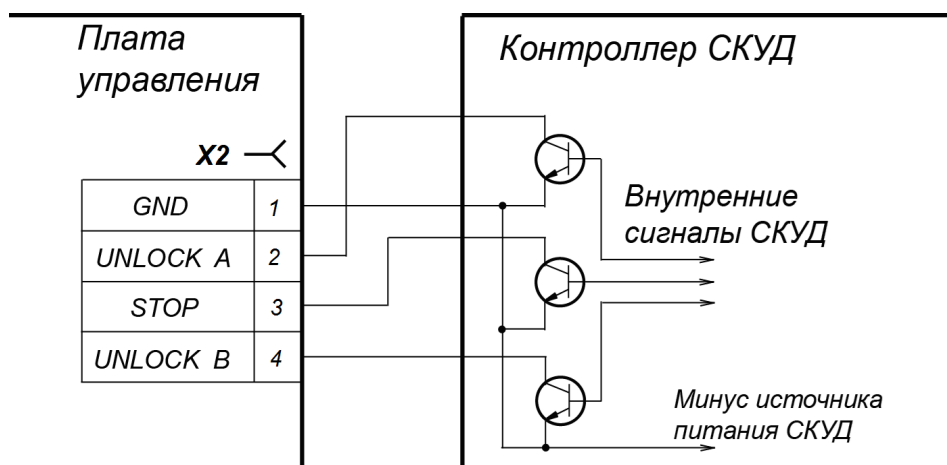 Плата
управления
Контроллер СКУД
X2
GND 1
UNLOCK A 2
STOP 3
UNLOCK B 4
Внутренние
сигналы СКУД
Минус источника
питания СКУД